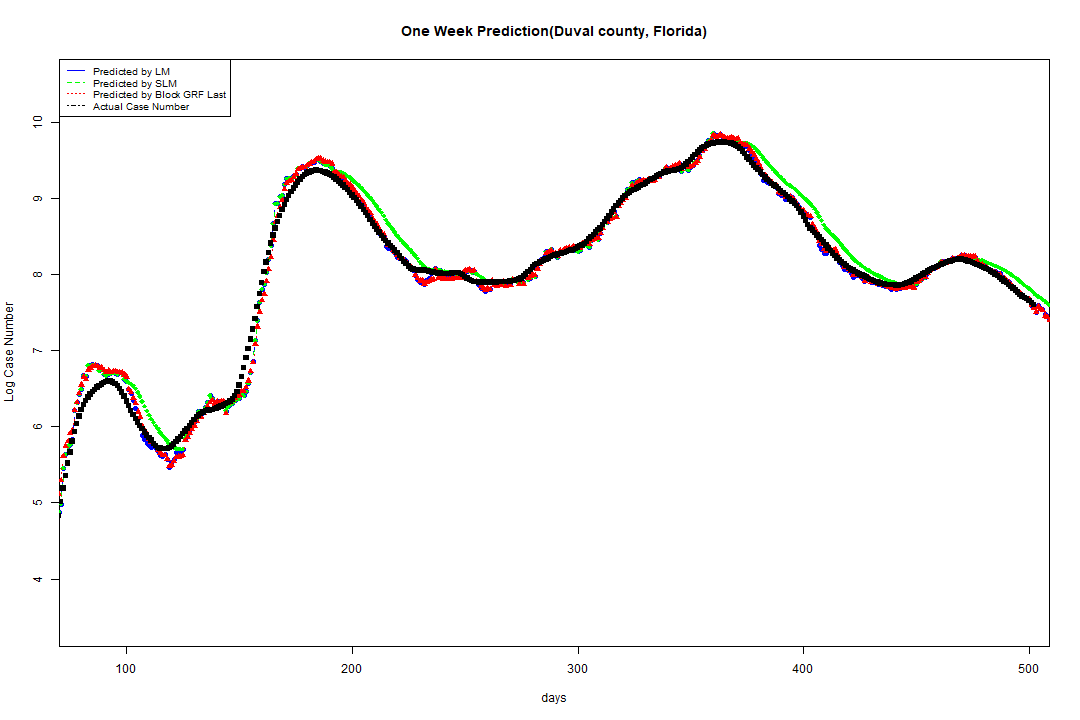 One Week Prediction(Duval county, Florida)
Predicted by LM
Predicted by SLM
Predicted by Block GRF Last
Actual Case Number
Log Case Number
10
9
8
7
6
5
4
100 200 300 400 500
days